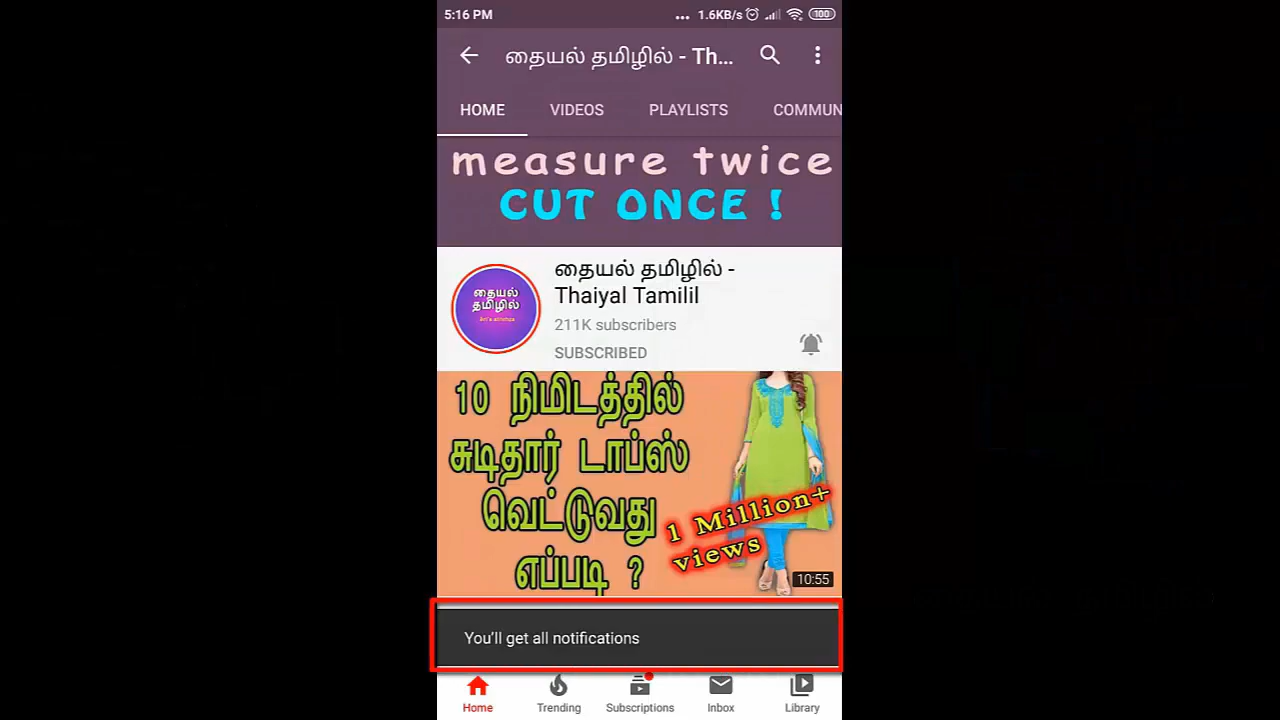 5:16 PM
... 1.6KB/s
100
தையல் தமிழில் - Th...
HOME VIDEOS PLAYLISTS COMMUN
measure twice
CUT ONCE !
தையல்
தமிழில்
தையல் தமிழில் -
Thaiyal Tamilil
211K subscribers
SUBSCRIBED
10 நிமிடத்தில்
சுடிதார் டாப்ஸ்
வெட்டுவது
எப்படி ?
1 Million+
views
10:55
You'll get all notifications
Home Trending Subscriptions Inbox Library